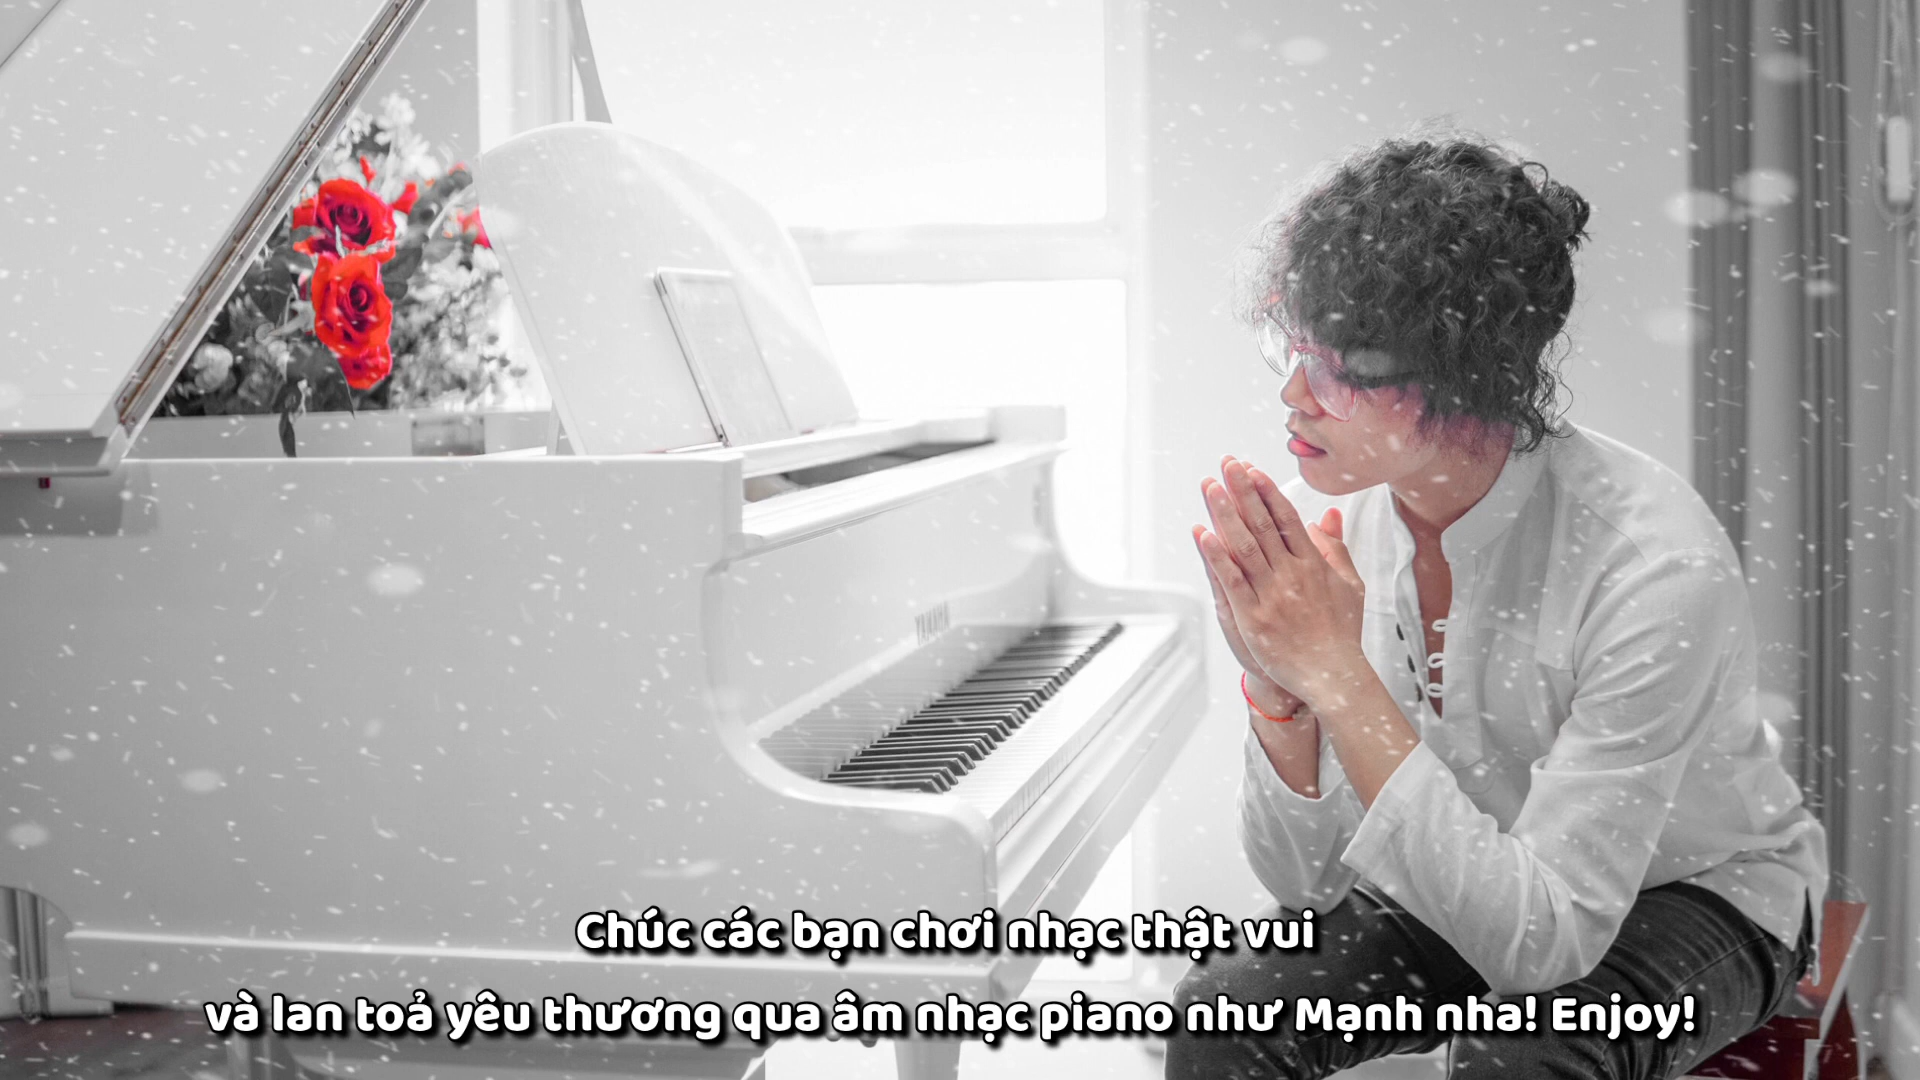 YAMAHA
Chúc các bạn chơi nhạc thật vui
và lan toả yêu thương qua âm nhạc piano như Mạnh nha! Enjoy!